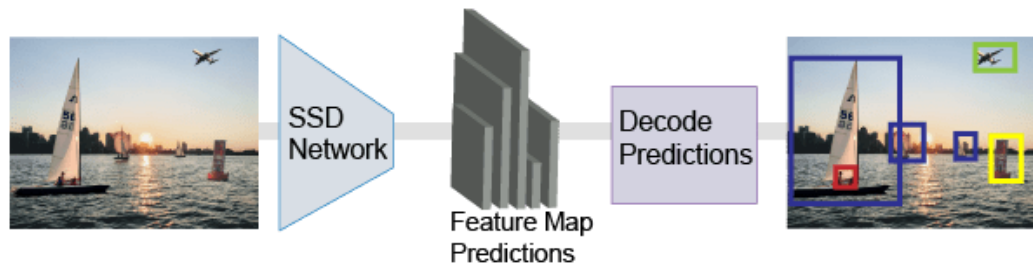 SSD
Network
Feature Map
Predictions
Decode
Predictions